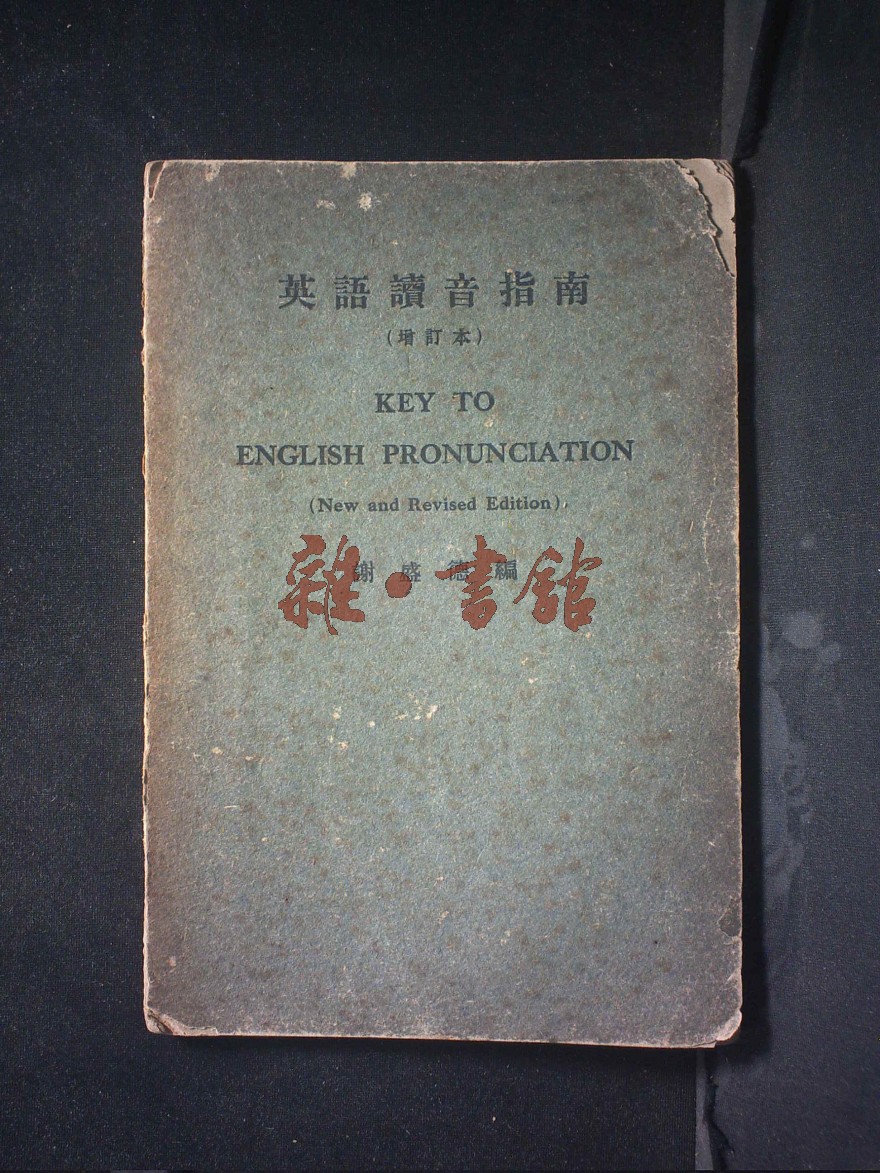 英語讀音指南
(增訂本)
KEY TO
ENGLISH PRONUNCIATION
(New and Revised Edition)
謝盛德編
雜·書館